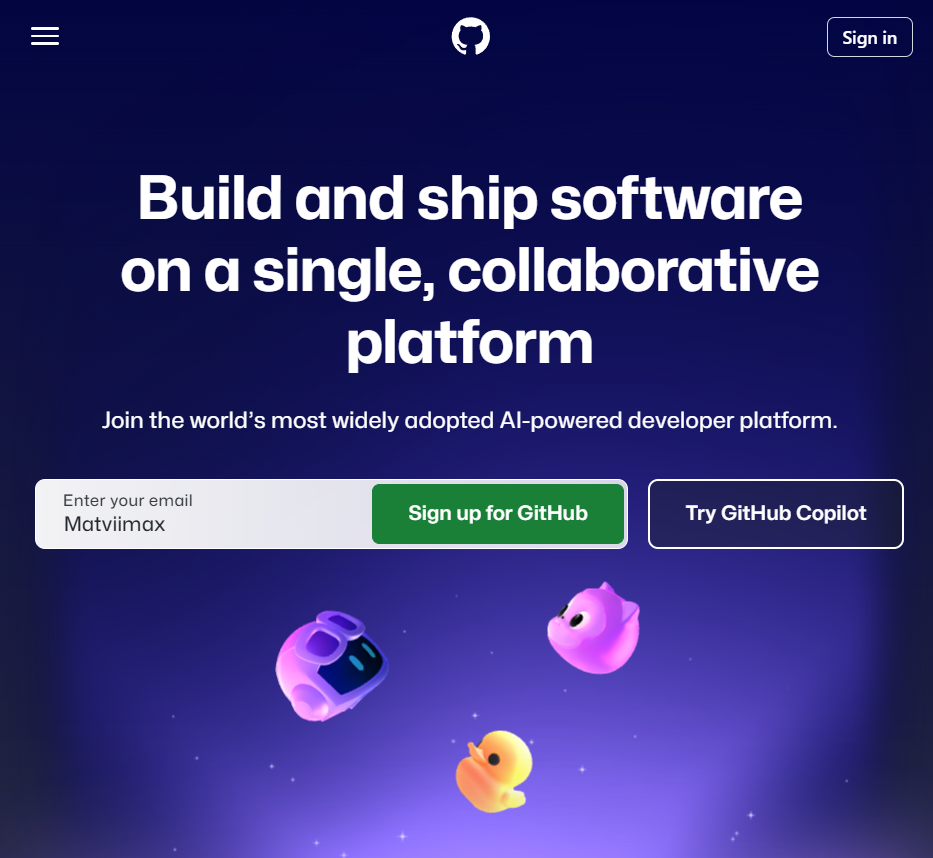 Sign in
Build and ship software
on a single, collaborative
platform
Join the world’s most widely adopted AI-powered developer platform.
Enter your email
Matviimax
Sign up for GitHub
Try GitHub Copilot